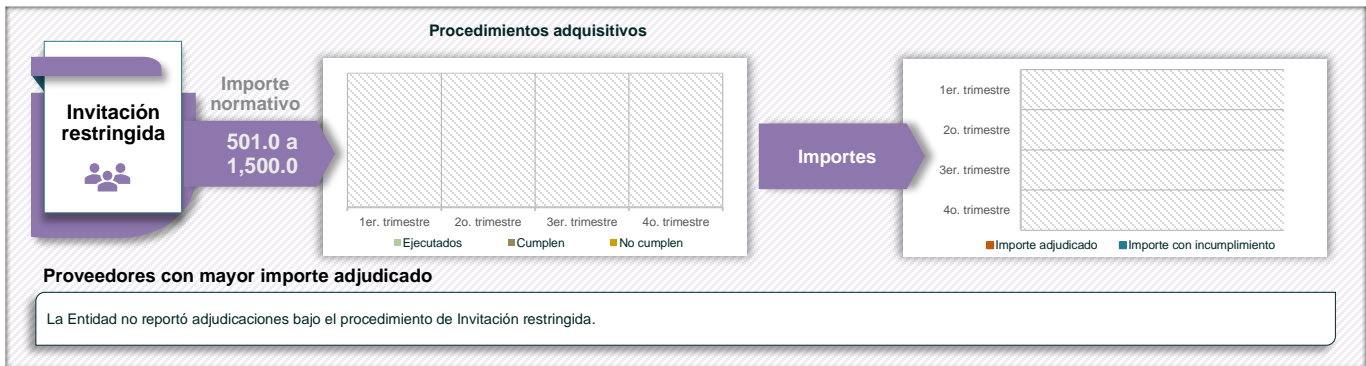 Procedimientos adquisitivos
Invitación
restringida
Importe
normativo
501.0 a
1,500.0
1er. trimestre 2o. trimestre 3er. trimestre 4o. trimestre
Ejecutados Cumplen No cumplen
Importes
1er. trimestre
2o. trimestre
3er. trimestre
4o. trimestre
Importe adjudicado Importe con incumplimiento
Proveedores con mayor importe adjudicado
La Entidad no reportó adjudicaciones bajo el procedimiento de Invitación restringida.